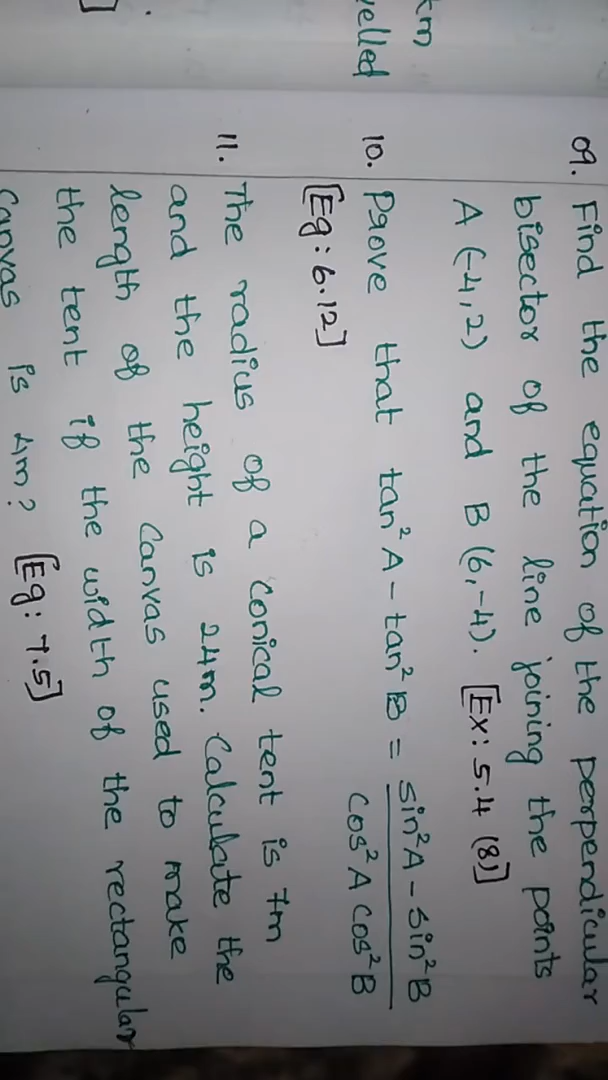 km
velled
09. Find the equation of the perpendicular
bisector of the line joining the points
A (-4,2) and B (6,-4). [Ex: 5.4 (8)]
10. Prove that tan² A - tan² B = sin²A - sin²B / cos² A cos² B
[Eg: 6.12]
11. The radius of a conical tent is 7m
and the height is 24m. Calculate the
length of the canvas used to make
the tent if the width of the rectangular
canvas is 4m? [Eg: 7.5]